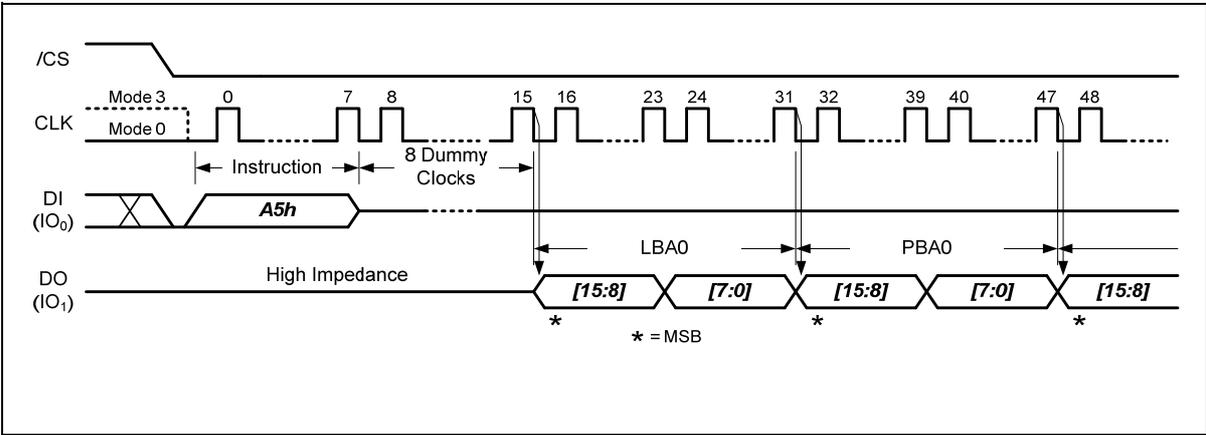 /CS
Mode 3 0 7 8 15 16 23 24 31 32 39 40 47 48
CLK
Mode 0
8 Dummy
Instruction
Clocks
DI
(IO0)
A5h
LBA0 PBA0
High Impedance
DO
(IO1)
[15:8] [7:0] [15:8] [7:0] [15:8]
* * *
* = MSB